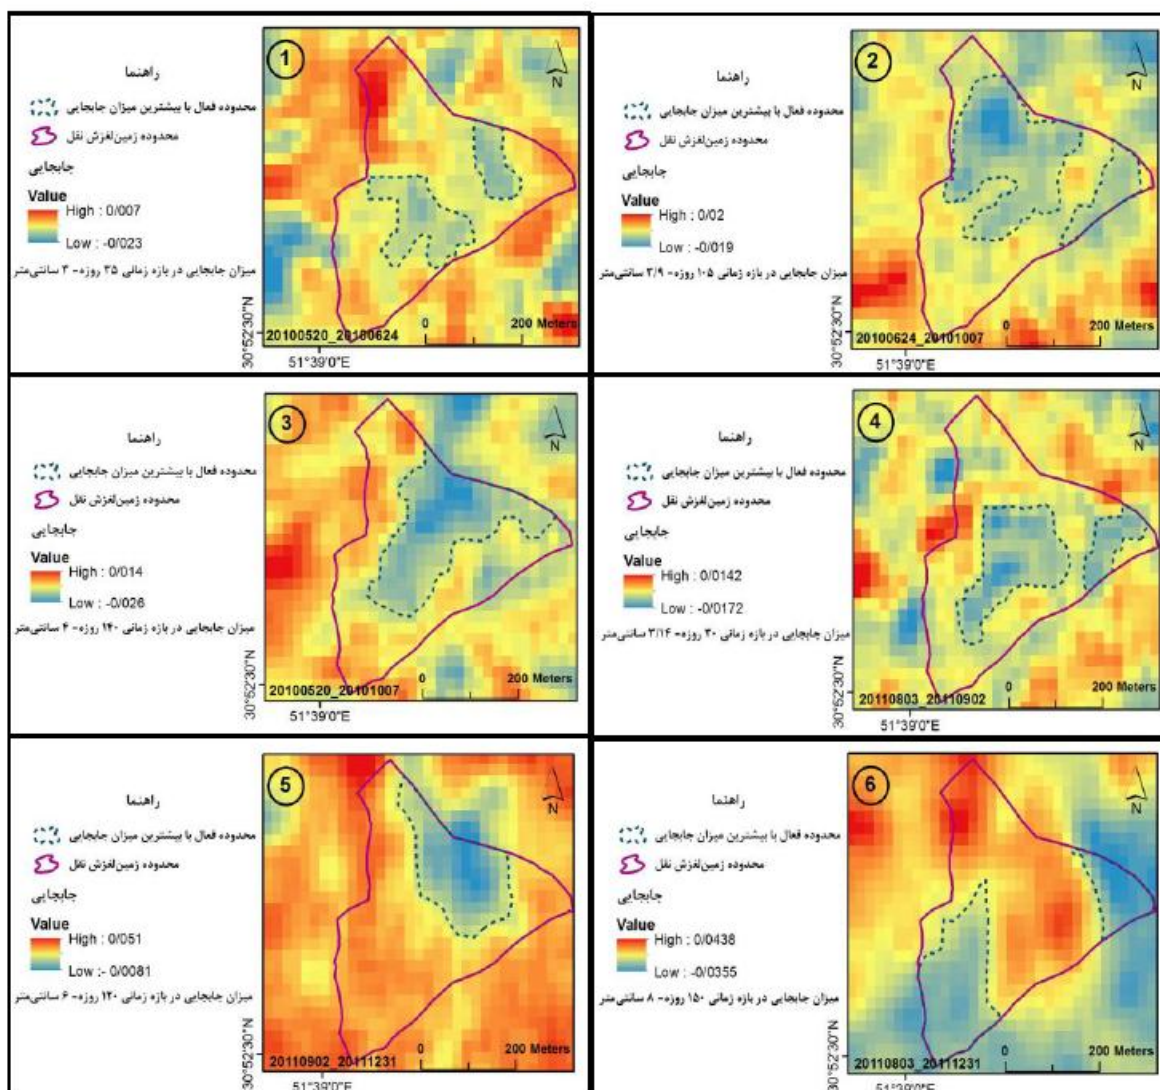 1
راهنما
محدوده فعال با بیشترین میزان جابجایی
محدوده زمین‌لغزش نقل
جابجایی
Value
High : 0/007
Low : -0/023
میزان جابجایی در بازه زمانی ۳۵ روزه- ۳ سانتی‌متر
N
0 200 Meters
20100520_20100624
30°52'30"N
51°39'0"E
2
راهنما
محدوده فعال با بیشترین میزان جابجایی
محدوده زمین‌لغزش نقل
جابجایی
Value
High : 0/02
Low : -0/019
میزان جابجایی در بازه زمانی ۱۰۵ روزه- ۳/۹ سانتی‌متر
N
0 200 Meters
20100624_20101007
30°52'30"N
51°39'0"E
3
راهنما
محدوده فعال با بیشترین میزان جابجایی
محدوده زمین‌لغزش نقل
جابجایی
Value
High : 0/014
Low : -0/026
میزان جابجایی در بازه زمانی ۱۴۰ روزه- ۴ سانتی‌متر
N
0 200 Meters
20100520_20101007
30°52'30"N
51°39'0"E
4
راهنما
محدوده فعال با بیشترین میزان جابجایی
محدوده زمین‌لغزش نقل
جابجایی
Value
High : 0/0142
Low : -0/0172
میزان جابجایی در بازه زمانی ۳۰ روزه- ۳/۱۴ سانتی‌متر
N
0 200 Meters
20110803_20110902
30°52'30"N
51°39'0"E
5
راهنما
محدوده فعال با بیشترین میزان جابجایی
محدوده زمین‌لغزش نقل
جابجایی
Value
High : 0/051
Low :- 0/0081
میزان جابجایی در بازه زمانی ۱۲۰ روزه- ۶ سانتی‌متر
N
0 200 Meters
20110902_20111231
30°52'30"N
51°39'0"E
6
راهنما
محدوده فعال با بیشترین میزان جابجایی
محدوده زمین‌لغزش نقل
جابجایی
Value
High : 0/0438
Low : -0/0355
میزان جابجایی در بازه زمانی ۱۵۰ روزه- ۸ سانتی‌متر
N
0 200 Meters
20110803_20111231
30°52'30"N
51°39'0"E